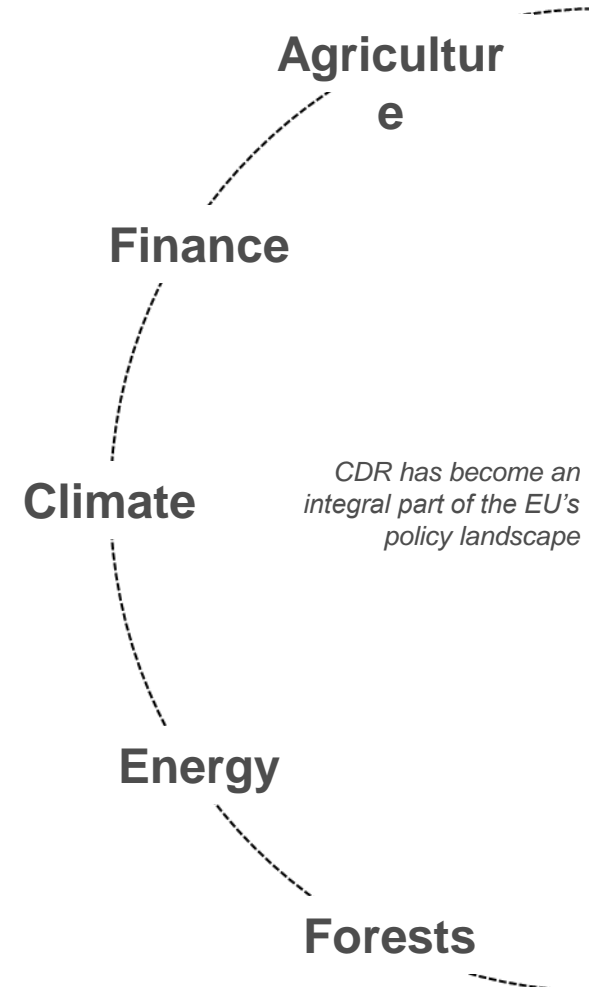 Agricultur
e
Finance
Climate
CDR has become an
integral part of the EU’s
policy landscape
Energy
Forests